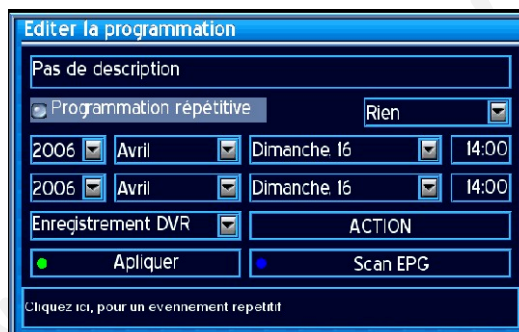 Editer la programmation
Pas de description
Programmation répétitive Rien
2006 Avril Dimanche. 16 14:00
2006 Avril Dimanche. 16 14:00
Enregistrement DVR ACTION
Apliquer Scan EPG
Cliquez ici, pour un evennement repetitif